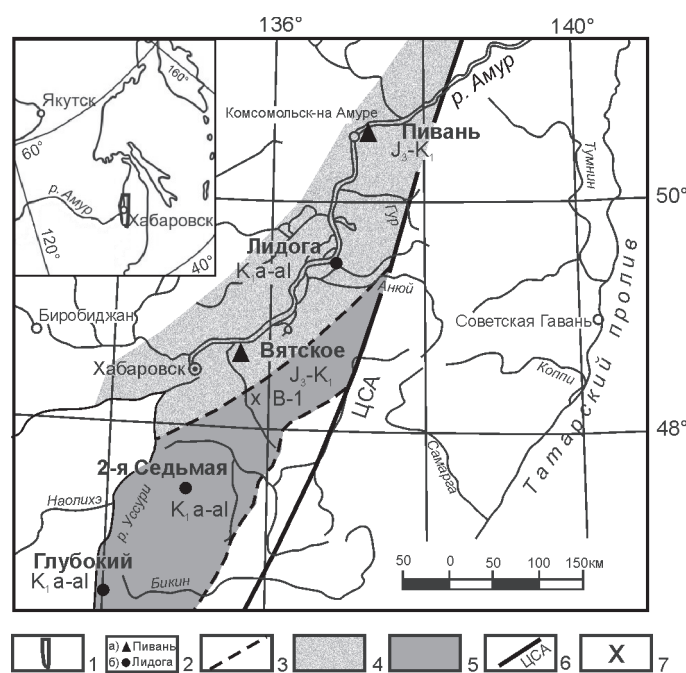 136°
140°
160°
Якутск
60°
р. Амур
Хабаровск
120°
40°
р. Амур
Комсомольск-на Амуре
Пивань
J3-K1
Тумнин
50°
Гур
Лидога
K1a-al
Анюй
Биробиджан
Советская Гавань
Татарский пролив
Вятское
Хабаровск
J3-K1
Коппи
x В-1
ЦСА
48°
Самарга
2-я Седьмая
Наолихэ
р. Уссури
K1a-al
Глубокий
K1a-al
Бикин
50 0 50 100 150км
1
а) Пивань
б) Лидога
2
3
4
5
ЦСА
6
X
7